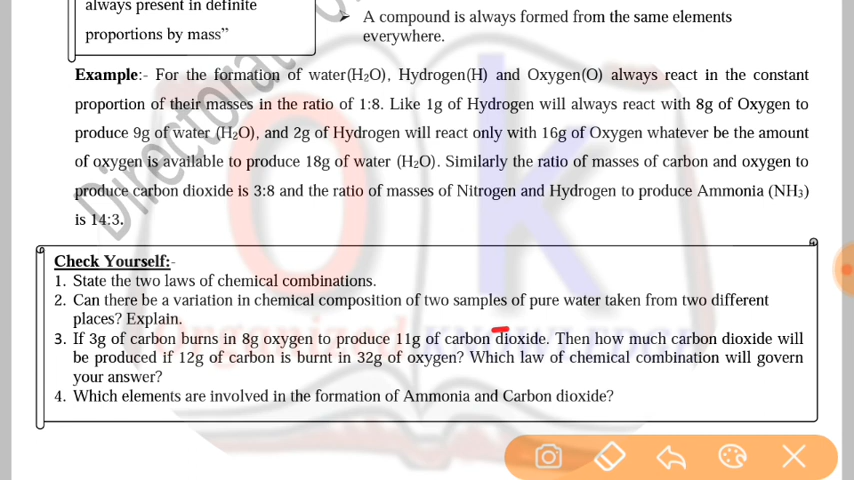 always present in definite
proportions by mass”
➤ A compound is always formed from the same elements
everywhere.
Example:- For the formation of water(H₂O), Hydrogen(H) and Oxygen(O) always react in the constant
proportion of their masses in the ratio of 1:8. Like 1g of Hydrogen will always react with 8g of Oxygen to
produce 9g of water (H₂O), and 2g of Hydrogen will react only with 16g of Oxygen whatever be the amount
of oxygen is available to produce 18g of water (H₂O). Similarly the ratio of masses of carbon and oxygen to
produce carbon dioxide is 3:8 and the ratio of masses of Nitrogen and Hydrogen to produce Ammonia (NH₃)
is 14:3.
Check Yourself:-
1. State the two laws of chemical combinations.
2. Can there be a variation in chemical composition of two samples of pure water taken from two different
places? Explain.
3. If 3g of carbon burns in 8g oxygen to produce 11g of carbon dioxide. Then how much carbon dioxide will
be produced if 12g of carbon is burnt in 32g of oxygen? Which law of chemical combination will govern
your answer?
4. Which elements are involved in the formation of Ammonia and Carbon dioxide?
Directorate
Ok
Organized